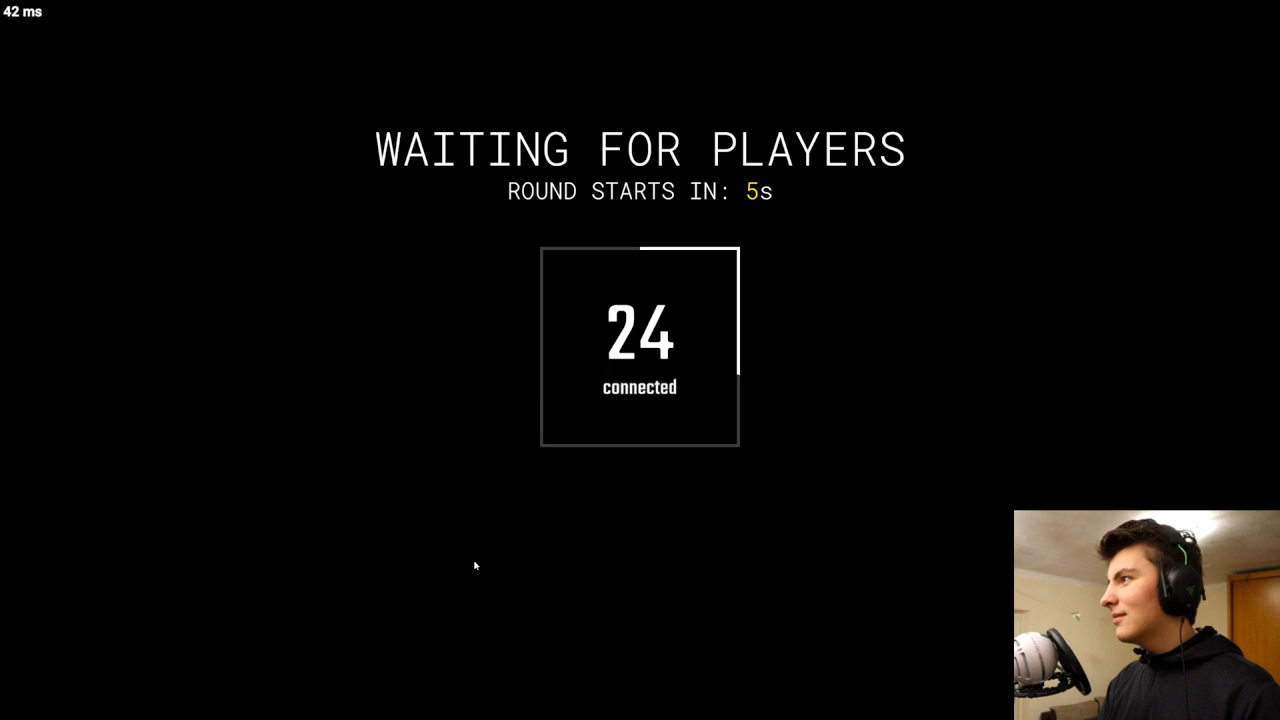 42 ms
WAITING FOR PLAYERS
ROUND STARTS IN: 5s
24
connected